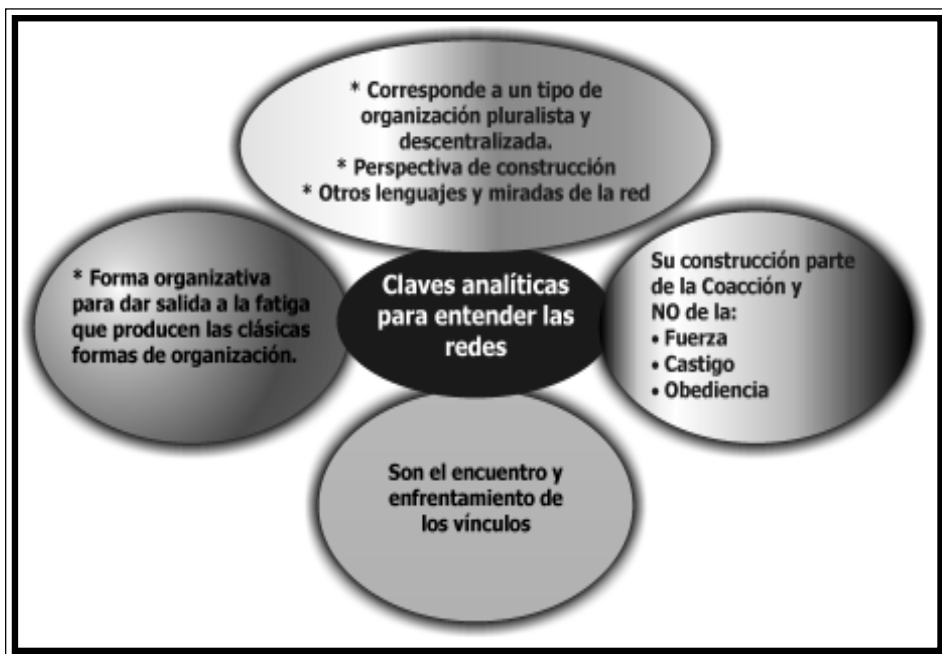 * Corresponde a un tipo de
organización pluralista y
descentralizada.
* Perspectiva de construcción
* Otros lenguajes y miradas de la red
* Forma organizativa
para dar salida a la fatiga
que producen las clásicas
formas de organización.
Claves analíticas
para entender las
redes
Su construcción parte
de la Coacción y
NO de la:
• Fuerza
• Castigo
• Obediencia
Son el encuentro y
enfrentamiento de
los vínculos